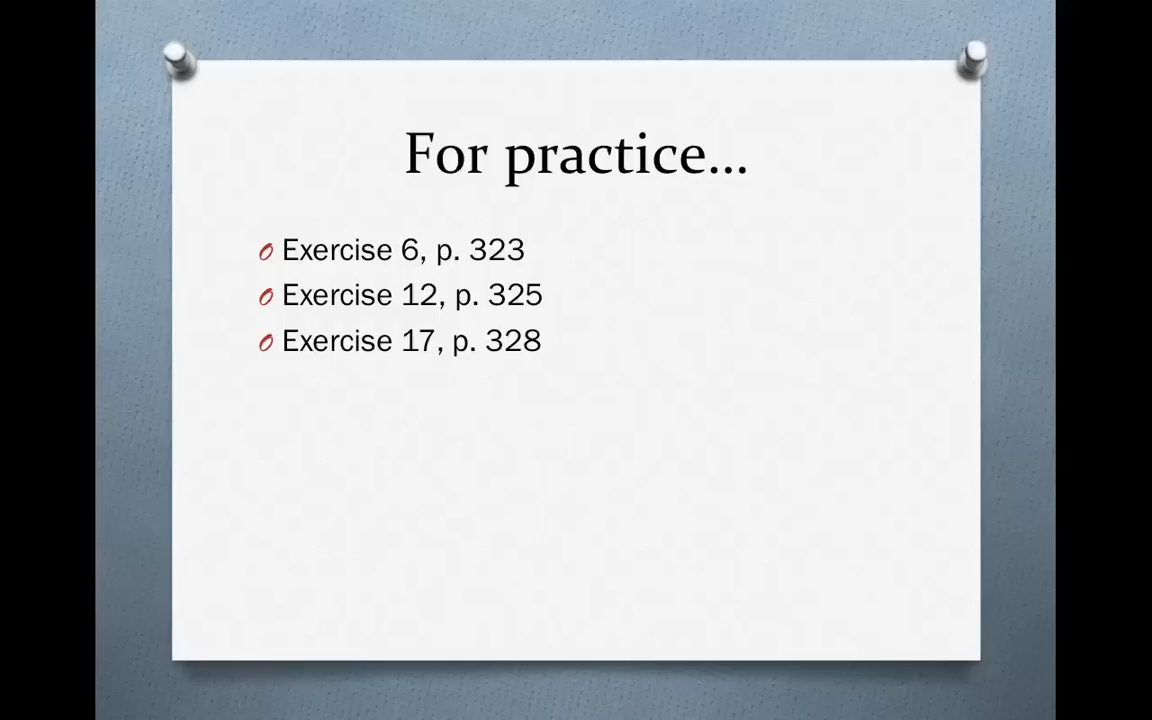 For practice...
Exercise 6, p. 323
Exercise 12, p. 325
Exercise 17, p. 328